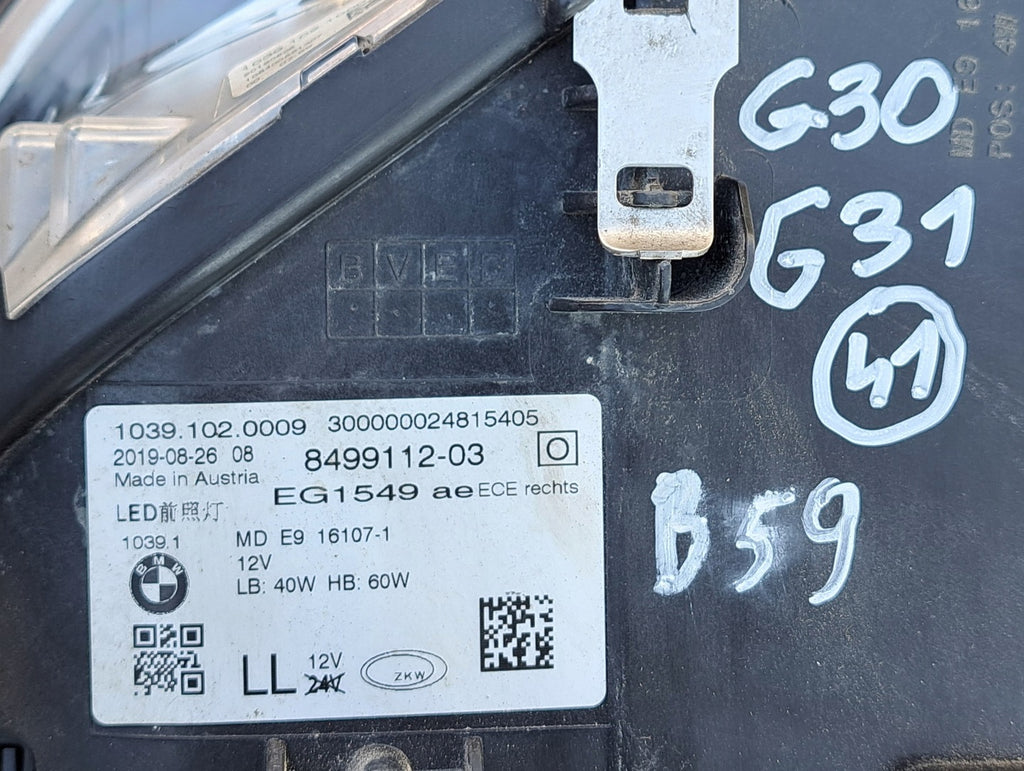 G30
G31
41
B59
MD E9 16
POS: 4W
B V E C
1039.102.0009 300000024815405
2019-08-26 08 8499112-03 O
Made in Austria
EG1549 ae ECE rechts
LED前照灯
1039.1 MD E9 16107-1
BMW 12V
LB: 40W HB: 60W
LL 12V
24V
ZKW